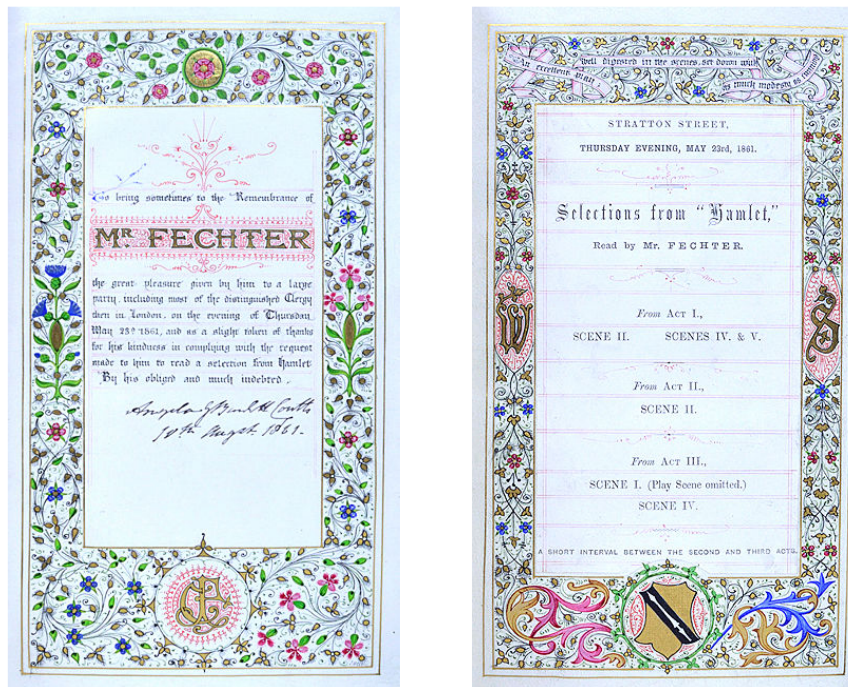 To bring sometimes to the Remembrance of
MR FECHTER
the great pleasure given by him to a large
party, including most of the distinguished Clergy
then in London, on the evening of Thursday
May 23d 1861, and as a slight token of thanks
for his kindness in complying with the request
made to him to read a selection from Hamlet
By his obliged and much indebted.
Angela G Burdett Coutts
1861.
An excellent play
well digested in the scenes, set down with
as much modesty as cunning
STRATTON STREET,
THURSDAY EVENING, MAY 23rd, 1861.
Selections from "Hamlet,"
Read by Mr. FECHTER.
From ACT I.,
SCENE II. SCENES IV. & V.
From ACT II.,
SCENE II.
From ACT III.,
SCENE I. (Play Scene omitted.)
SCENE IV.
A SHORT INTERVAL BETWEEN THE SECOND AND THIRD ACTS.
W S